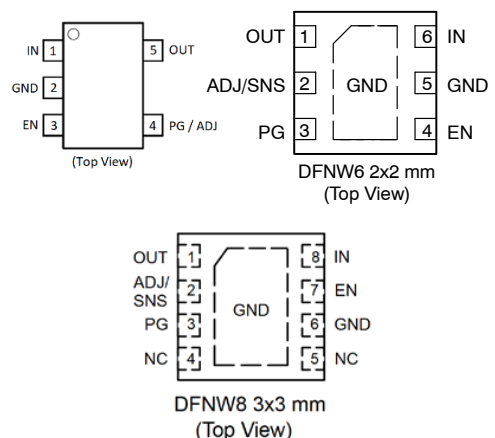 IN 1
5 OUT
GND 2
EN 3
4 PG / ADJ
(Top View)
OUT 1
6 IN
ADJ/SNS 2
GND
5 GND
PG 3
4 EN
DFNW6 2x2 mm
(Top View)
OUT 1
8 IN
ADJ/
SNS
2
7 EN
GND
PG 3
6 GND
NC 4
5 NC
DFNW8 3x3 mm
(Top View)